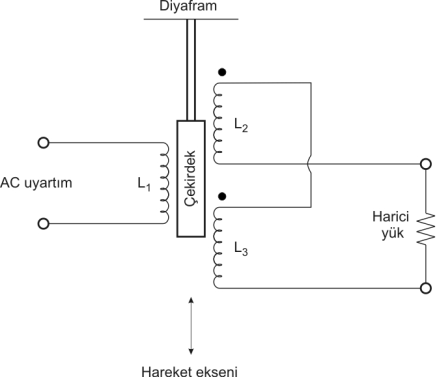 Diyafram
L2
AC uyartım
L1
Çekirdek
Harici
yük
L3
Hareket ekseni